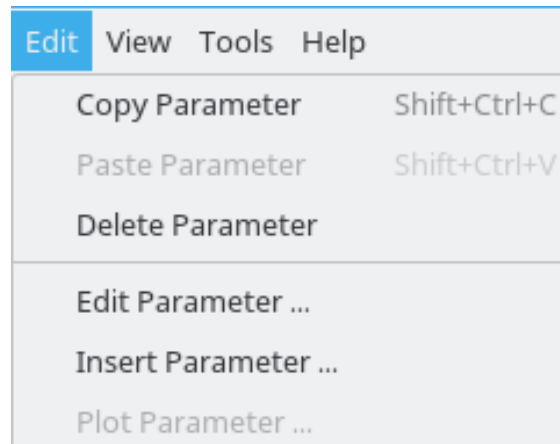 Edit View Tools Help
Copy Parameter Shift+Ctrl+C
Paste Parameter Shift+Ctrl+V
Delete Parameter
Edit Parameter ...
Insert Parameter ...
Plot Parameter ...